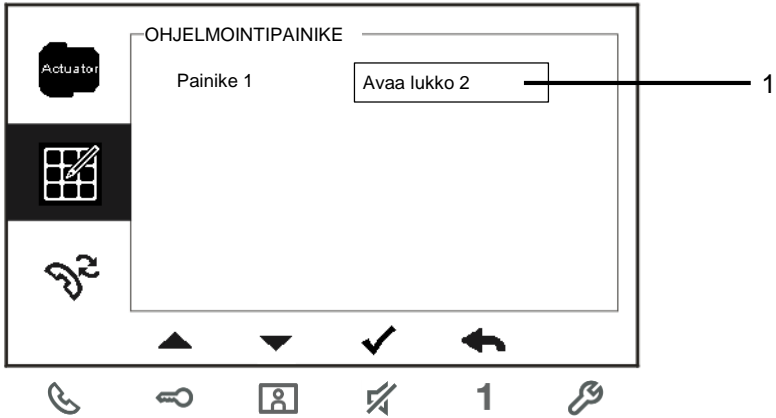 OHJELMOINTIPAINIKE
Actuator
Painike 1
Avaa lukko 2
1
1